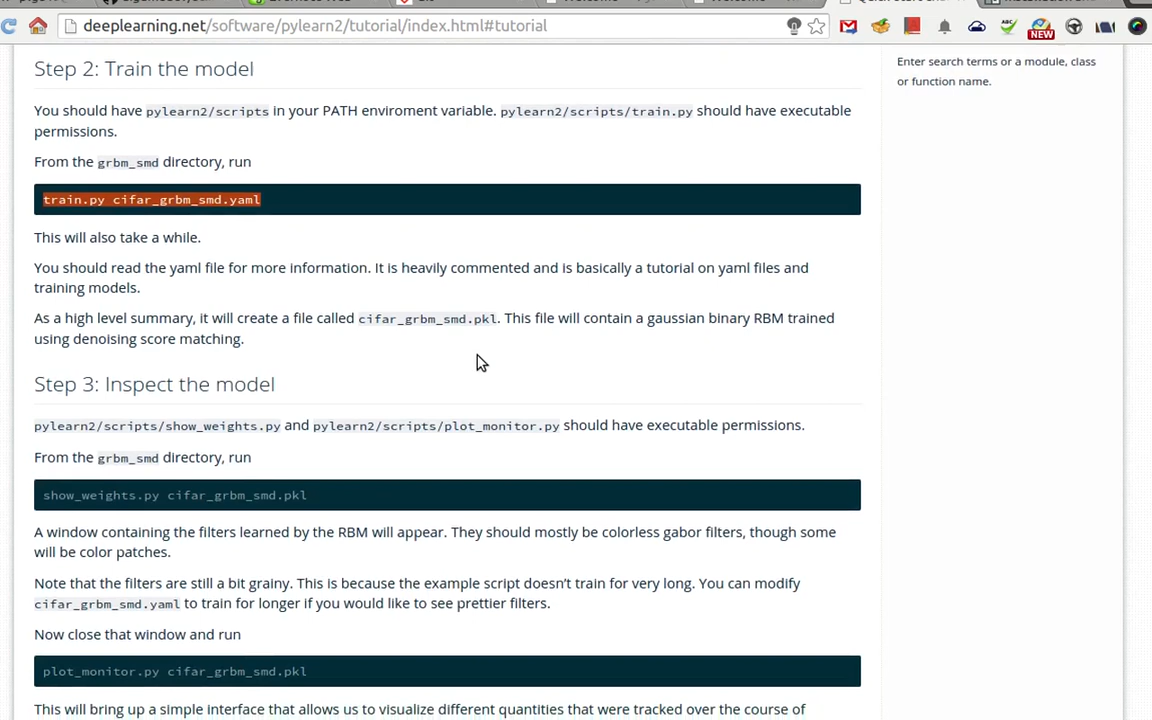 deeplearning.net/software/pylearn2/tutorial/index.html#tutorial
NEW
Enter search terms or a module, class
or function name.
Step 2: Train the model
You should have pylearn2/scripts in your PATH enviroment variable. pylearn2/scripts/train.py should have executable
permissions.
From the grbm_smd directory, run
train.py cifar_grbm_smd.yaml
This will also take a while.
You should read the yaml file for more information. It is heavily commented and is basically a tutorial on yaml files and
training models.
As a high level summary, it will create a file called cifar_grbm_smd.pkl. This file will contain a gaussian binary RBM trained
using denoising score matching.
Step 3: Inspect the model
pylearn2/scripts/show_weights.py and pylearn2/scripts/plot_monitor.py should have executable permissions.
From the grbm_smd directory, run
show_weights.py cifar_grbm_smd.pkl
A window containing the filters learned by the RBM will appear. They should mostly be colorless gabor filters, though some
will be color patches.
Note that the filters are still a bit grainy. This is because the example script doesn't train for very long. You can modify
cifar_grbm_smd.yaml to train for longer if you would like to see prettier filters.
Now close that window and run
plot_monitor.py cifar_grbm_smd.pkl
This will bring up a simple interface that allows us to visualize different quantities that were tracked over the course of